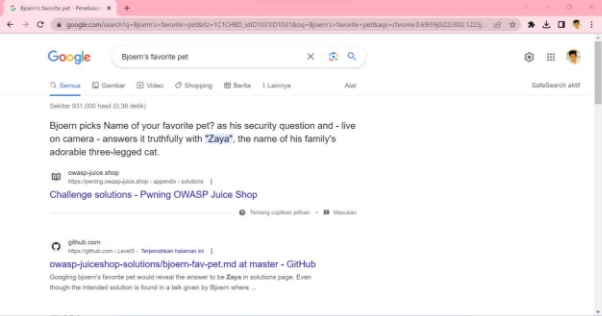 Bjoern's favorite pet - Penelusur
google.com/search?q=Bjoern's+favorite+pet&rlz=1C1CHBD_idID1031ID1031&oq=Bjoern's+favorite+pet&aqs=chrome.0.
Google
Bjoern's favorite pet
Semua Gambar Video Shopping Berita Lainnya Alat SafeSearch aktif
Sekitar 931.000 hasil (0,36 detik)
Bjoern picks Name of your favorite pet? as his security question and - live
on camera - answers it truthfully with "Zaya", the name of his family's
adorable three-legged cat.
owasp-juice.shop
https://pwning.owasp-juice.shop › appendix › solutions
Challenge solutions - Pwning OWASP Juice Shop
Tentang cuplikan pilihan • Masukan
github.com
https://github.com › Level3 · Terjemahkan halaman ini
owasp-juiceshop-solutions/bjoern-fav-pet.md at master - GitHub
Googling bjoern's favorite pet would reveal the answer to be Zaya in solutions page. Even
though the intended solution is found in a talk given by Bjoern where ...